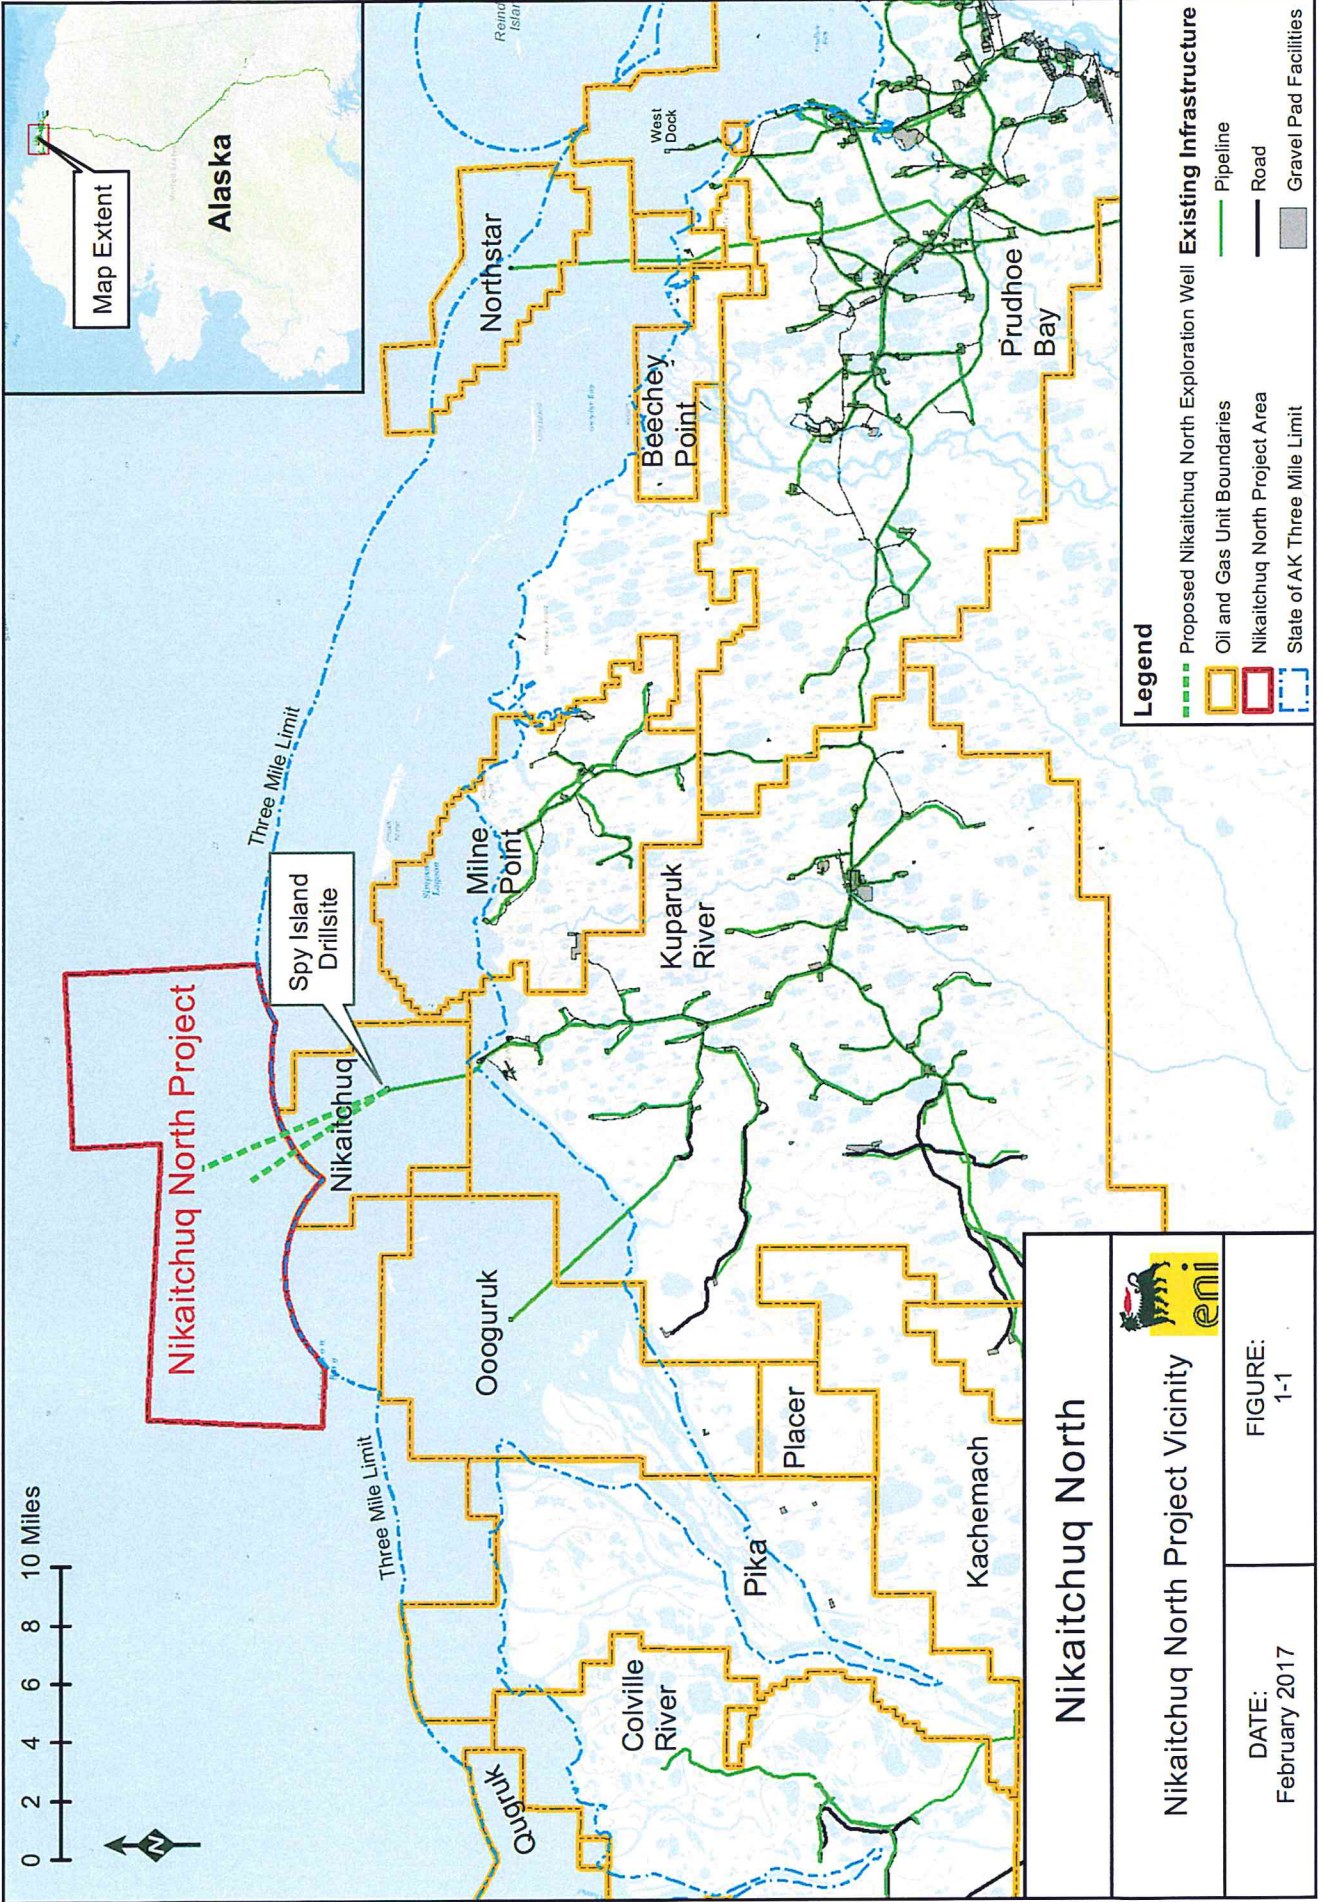 0 2 4 6 8 10 Miles
N
Nikaitchuq North Project
Three Mile Limit
Three Mile Limit
Spy Island
Drillsite
Map Extent
Alaska
Reind
Islan
Nikaitchuq
Oooguruk
Qugruk
Colville
River
Pika
Placer
Kachemach
Milne
Point
Simpson
Lagoon
Kuparuk
River
Northstar
Beechey
Point
West
Dock
Prudhoe
Bay
Nikaitchuq North
Nikaitchuq North Project Vicinity
eni
DATE:
February 2017
FIGURE:
1-1
Legend
Proposed Nikaitchuq North Exploration Well
Oil and Gas Unit Boundaries
Nikaitchuq North Project Area
State of AK Three Mile Limit
Existing Infrastructure
Pipeline
Road
Gravel Pad Facilities